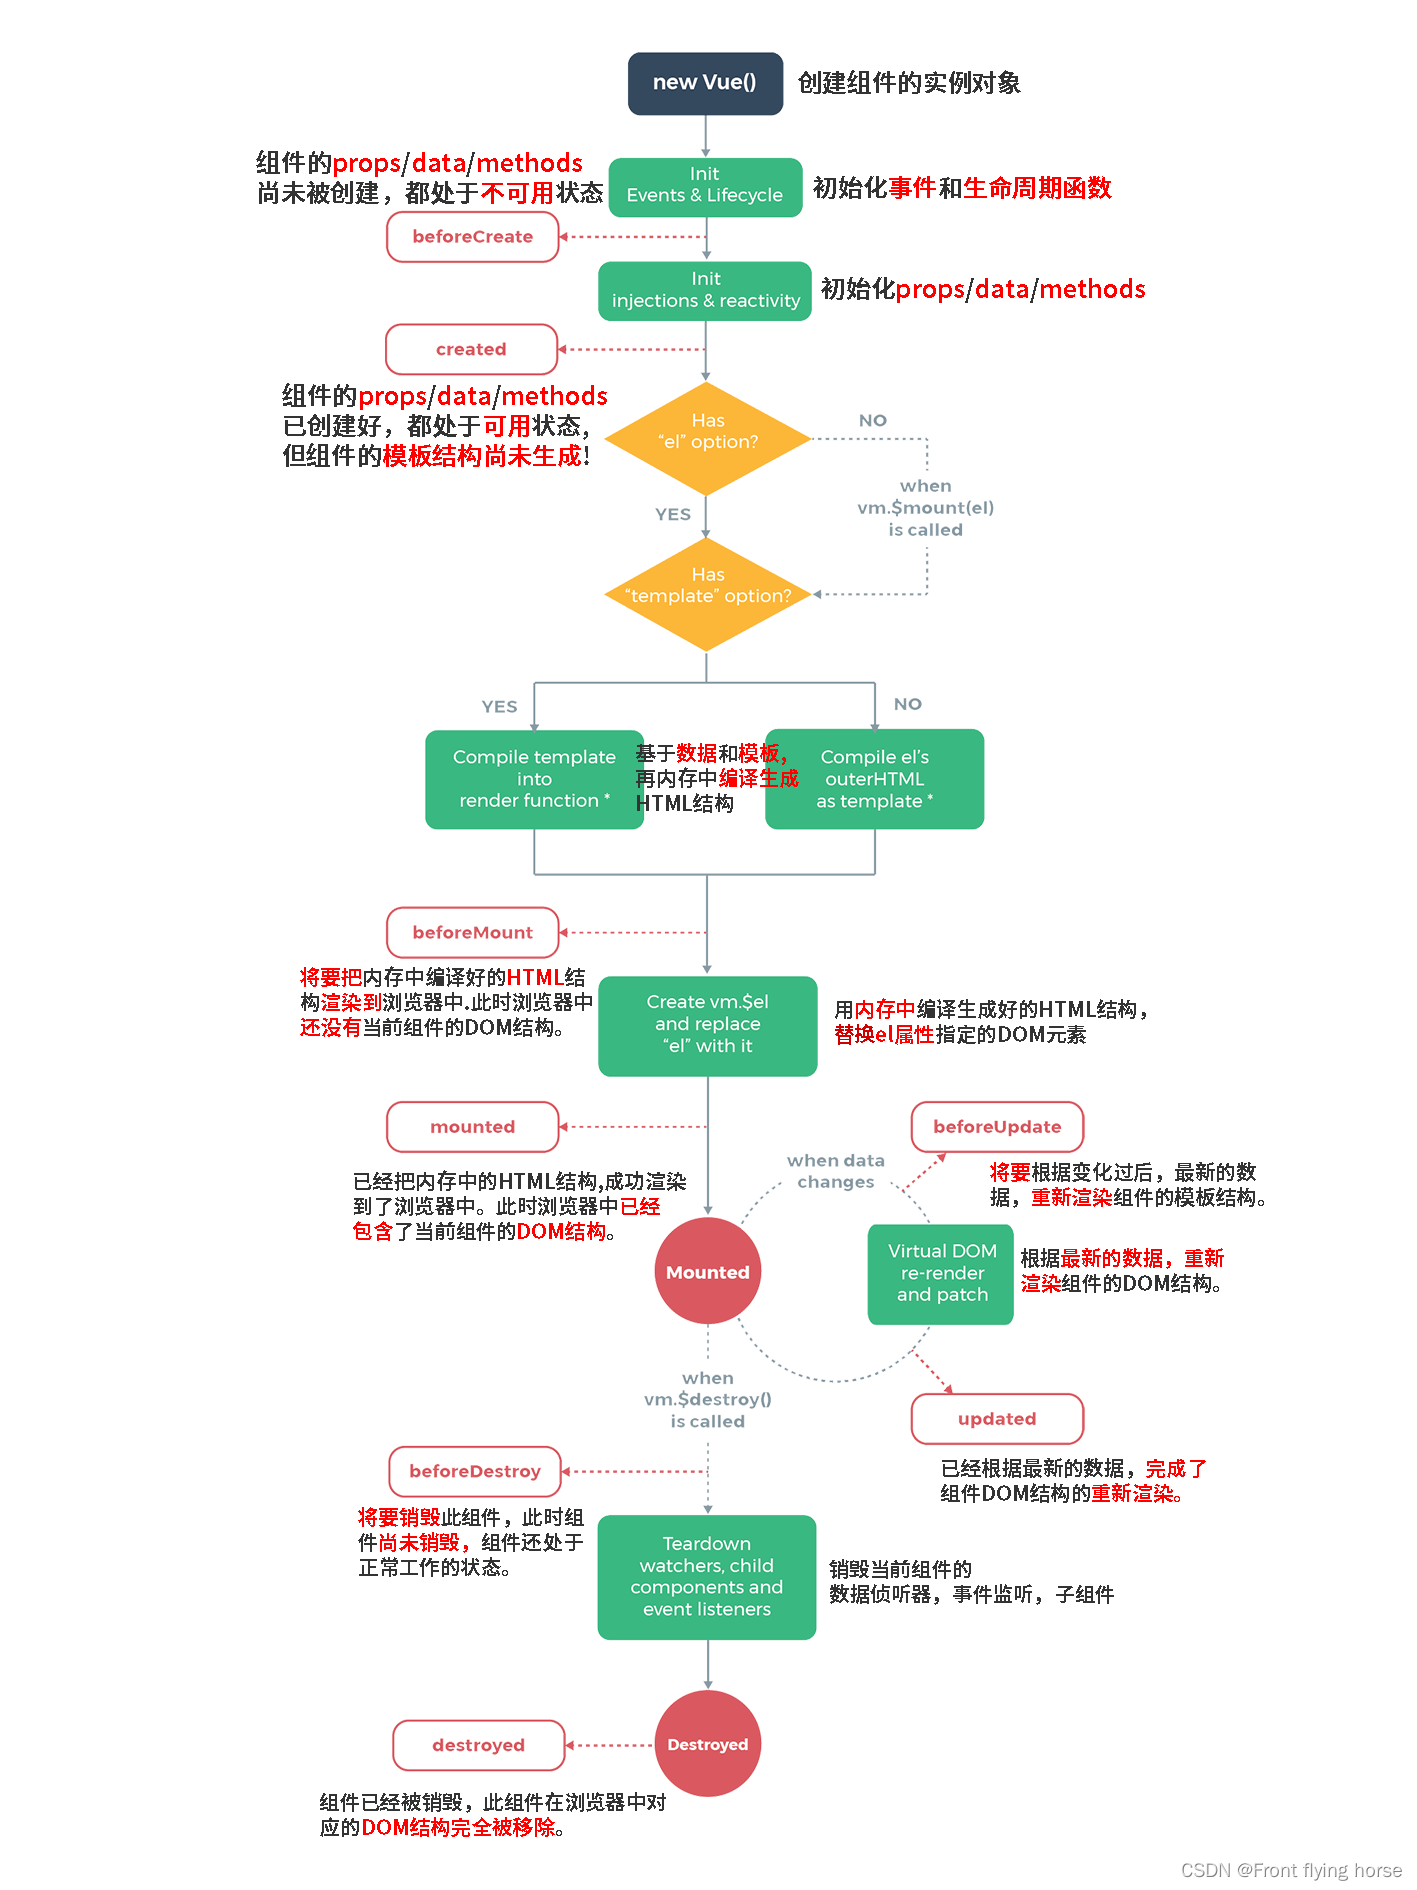 new Vue()
创建组件的实例对象
组件的props/data/methods
尚未被创建，都处于不可用状态
Init
Events & Lifecycle
初始化事件和生命周期函数
beforeCreate
Init
injections & reactivity
初始化props/data/methods
created
组件的props/data/methods
已创建好，都处于可用状态，
但组件的模板结构尚未生成!
Has
“el” option?
NO
when
vm.$mount(el)
is called
YES
Has
“template” option?
YES
NO
Compile template
into
render function *
基于数据和模板，
再内存中编译生成
HTML结构
Compile el’s
outerHTML
as template *
beforeMount
将要把内存中编译好的HTML结
构渲染到浏览器中.此时浏览器中
还没有当前组件的DOM结构。
Create vm.$el
and replace
“el” with it
用内存中编译生成好的HTML结构，
替换el属性指定的DOM元素
mounted
已经把内存中的HTML结构,成功渲染
到了浏览器中。此时浏览器中已经
包含了当前组件的DOM结构。
Mounted
when data
changes
beforeUpdate
将要根据变化过后，最新的数
据，重新渲染组件的模板结构。
Virtual DOM
re-render
and patch
根据最新的数据，重新
渲染组件的DOM结构。
when
vm.$destroy()
is called
updated
已经根据最新的数据，完成了
组件DOM结构的重新渲染。
beforeDestroy
将要销毁此组件，此时组
件尚未销毁，组件还处于
正常工作的状态。
Teardown
watchers, child
components and
event listeners
销毁当前组件的
数据侦听器，事件监听，子组件
destroyed
Destroyed
组件已经被销毁，此组件在浏览器中对
应的DOM结构完全被移除。
CSDN @Front flying horse